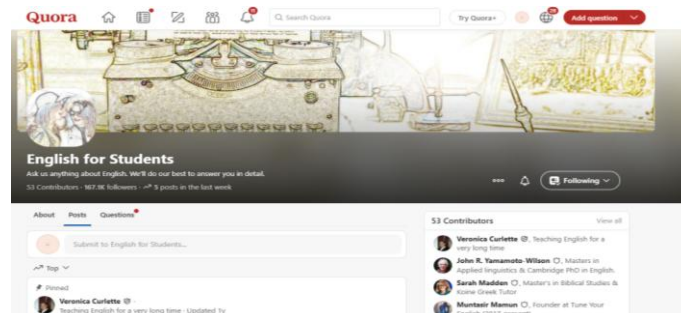 Quora
Search Quora
Try Quora+
Add question
English for Students
Ask us anything about English. We'll do our best to answer you in detail.
53 Contributors · 167.9K followers · 5 posts in the last week
Following
About Posts Questions
Submit to English for Students...
Top
Pinned
Veronica Curlette
Teaching English for a very long time · Updated 1y
53 Contributors
View all
Veronica Curlette, Teaching English for a
very long time
John R. Yamamoto-Wilson, Masters in
Applied linguistics & Cambridge PhD in English.
Sarah Madden, Master's in Biblical Studies &
Koine Greek Tutor
Muntasir Mamun, Founder at Tune Your
English